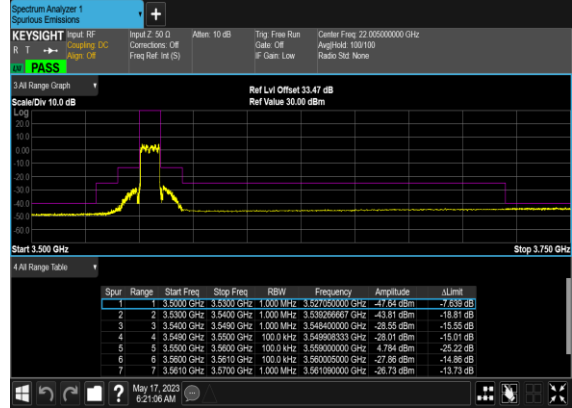 Spectrum Analyzer 1
Spurious Emissions
+
KEYSIGHT Input: RF Input Z: 50 Ω Atten: 10 dB Trig: Free Run Center Freq: 22.005000000 GHz
R T Coupling: DC Corrections: Off Gate: Off Avg|Hold: 100/100
Align: Off Freq Ref: Int (S) IF Gain: Low Radio Std: None
PASS
3 All Range Graph
Ref Lvl Offset 33.47 dB
Scale/Div 10.0 dB Ref Value 30.00 dBm
Log
20.0
10.0
0.00
-10.0
-20.0
-30.0
-40.0
-50.0
-60.0
Start 3.500 GHz Stop 3.750 GHz
4 All Range Table
Spur Range Start Freq Stop Freq RBW Frequency Amplitude ΔLimit
1 1 3.5000 GHz 3.5300 GHz 1.000 MHz 3.527050000 GHz -47.64 dBm -7.639 dB
2 2 3.5300 GHz 3.5400 GHz 1.000 MHz 3.539266667 GHz -43.81 dBm -18.81 dB
3 3 3.5400 GHz 3.5490 GHz 1.000 MHz 3.548400000 GHz -28.55 dBm -15.55 dB
4 4 3.5490 GHz 3.5500 GHz 100.0 kHz 3.549908333 GHz -28.01 dBm -15.01 dB
5 5 3.5500 GHz 3.5600 GHz 100.0 kHz 3.559000000 GHz 4.784 dBm -25.22 dB
6 6 3.5600 GHz 3.5610 GHz 100.0 kHz 3.560005000 GHz -27.86 dBm -14.86 dB
7 7 3.5610 GHz 3.5700 GHz 1.000 MHz 3.561090000 GHz -26.73 dBm -13.73 dB
?
May 17, 2023
6:21:06 AM